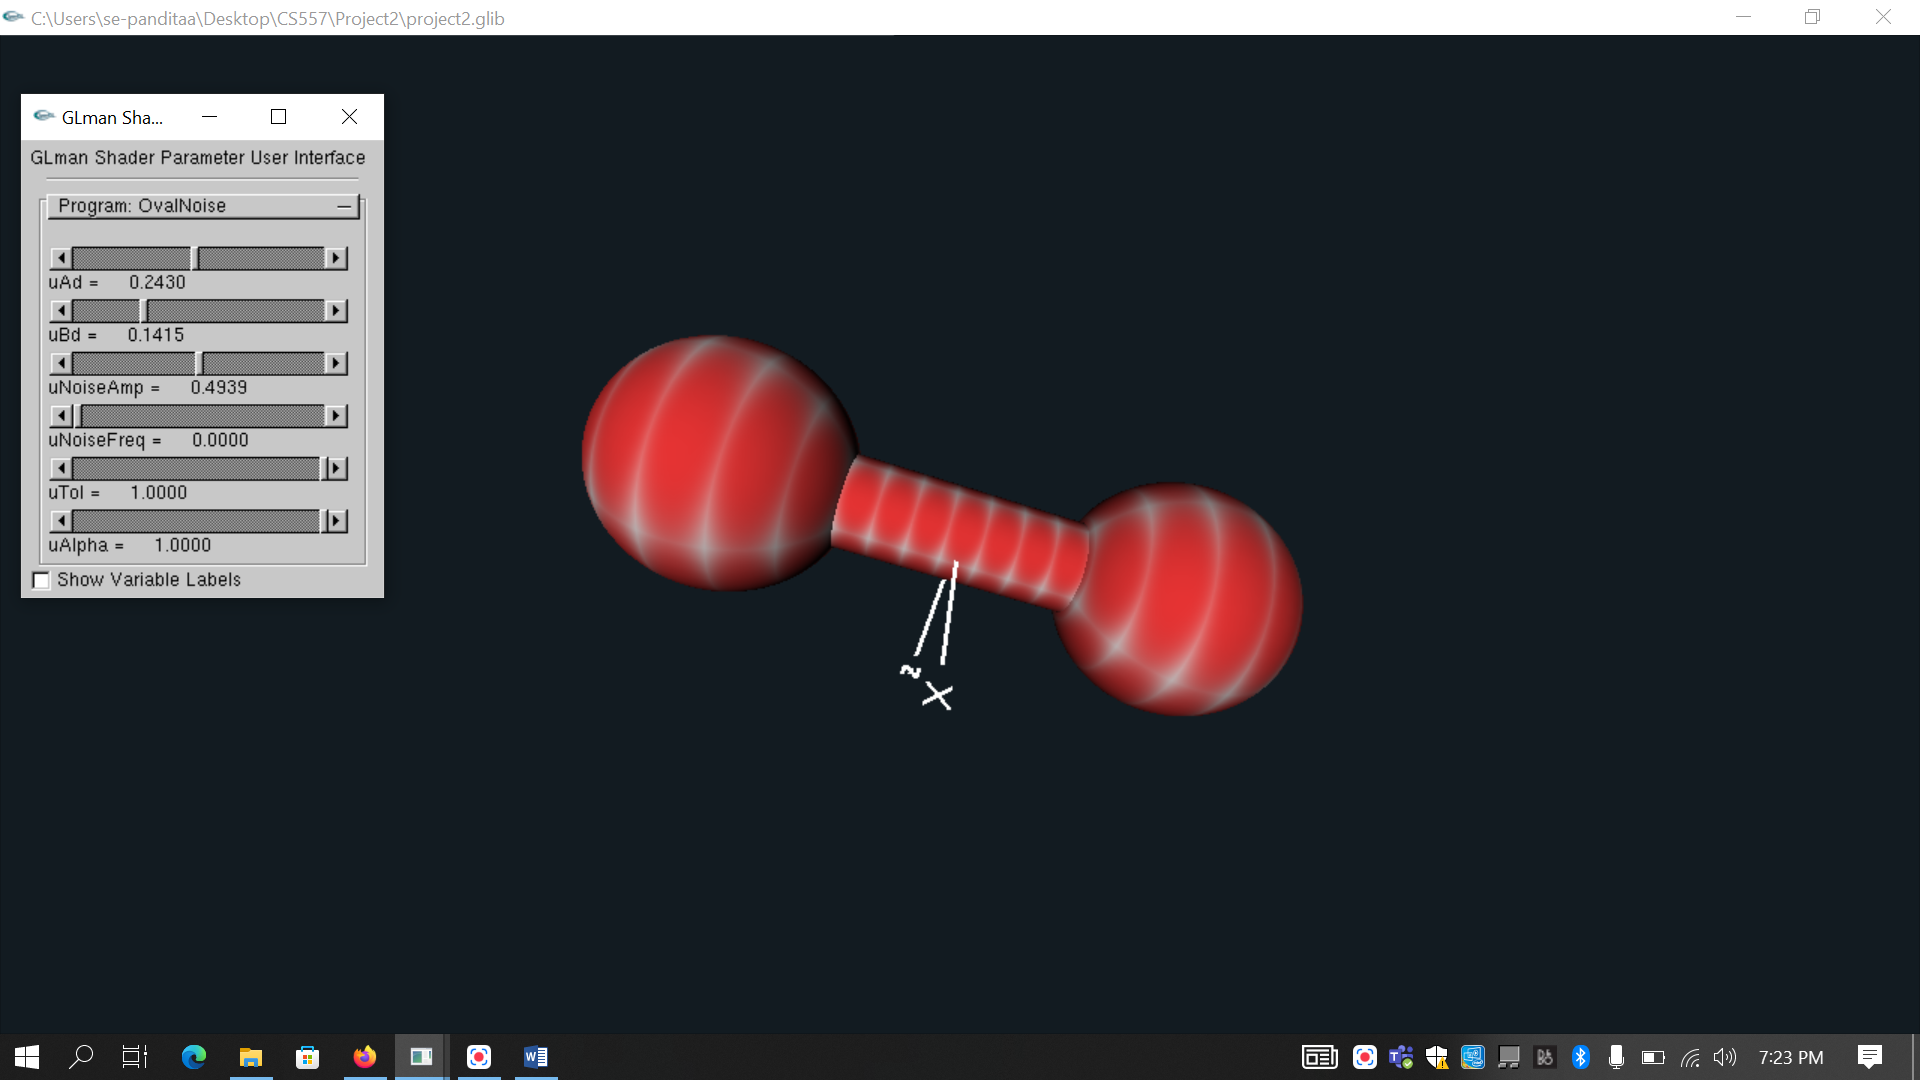 C:\Users\se-panditaa\Desktop\CS557\Project2\project2.glib
GLman Sha...
GLman Shader Parameter User Interface
Program: OvalNoise
uAd = 0.2430
uBd = 0.1415
uNoiseAmp = 0.4939
uNoiseFreq = 0.0000
uTol = 1.0000
uAlpha = 1.0000
Show Variable Labels
Z
X
7:23 PM